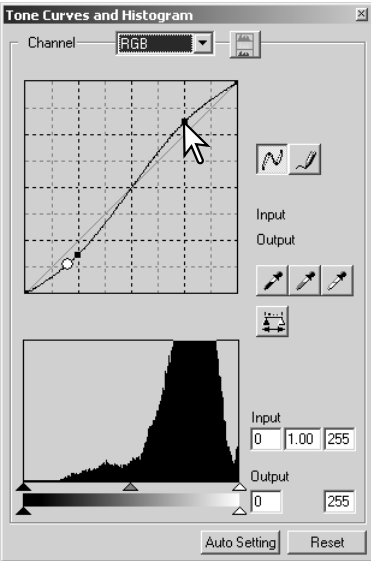 Tone Curves and Histogram
Channel RGB
Input
Output
Input
0 1.00 255
Output
0 255
Auto Setting Reset